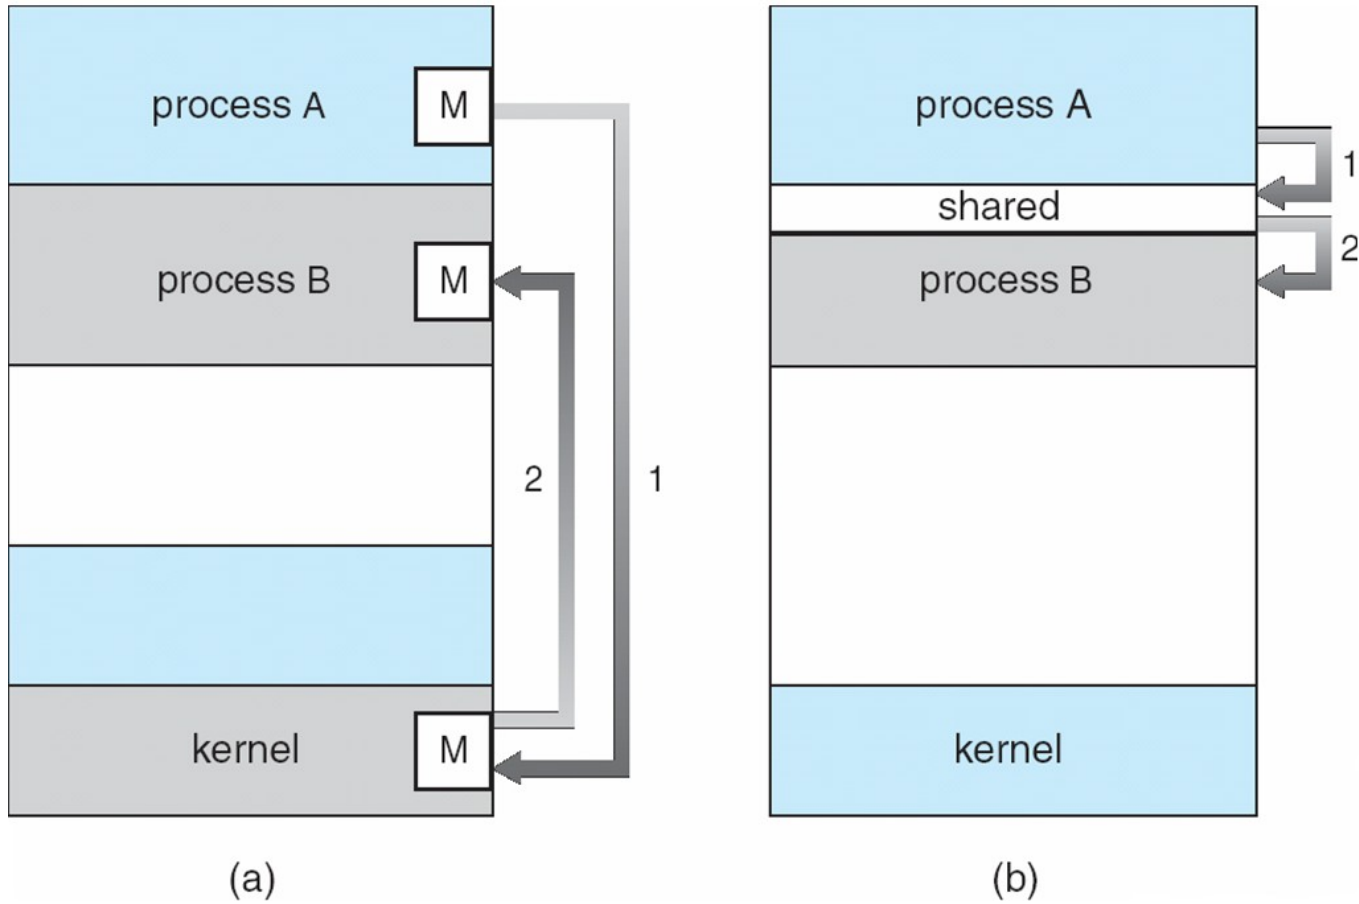 process A
M
process B
M
2
1
kernel
M
(a)
process A
1
shared
2
process B
kernel
(b)